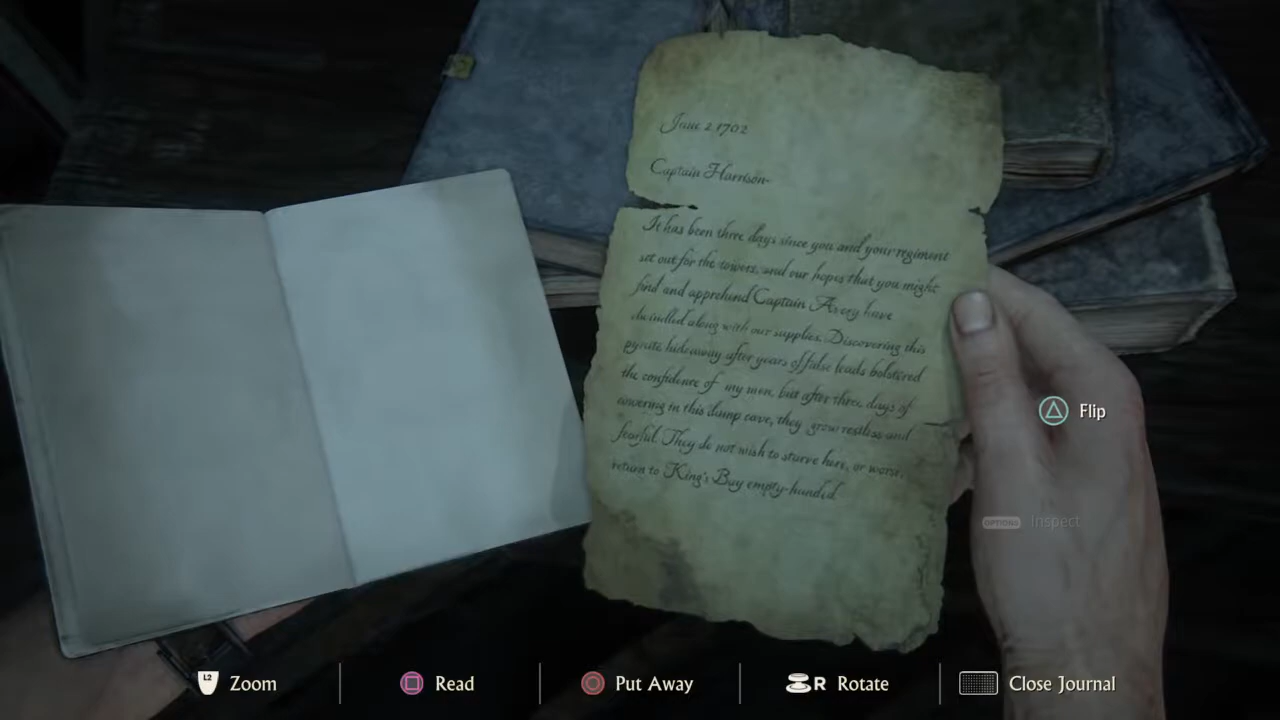 June 2 1702
Captain Harrison-
It has been three days since you and your regiment
set out for the towers, and our hopes that you might
find and apprehend Captain Avery have
dwindled along with our supplies. Discovering this
pyrate hideaway after years of false leads bolstered
the confidence of my men, but after three days of
cowering in this damp cave, they grow restless and
fearful. They do not wish to starve here, or worse,
return to King's Bay empty-handed.
Flip
OPTIONS Inspect
L2 Zoom
Read
Put Away
R Rotate
Close Journal